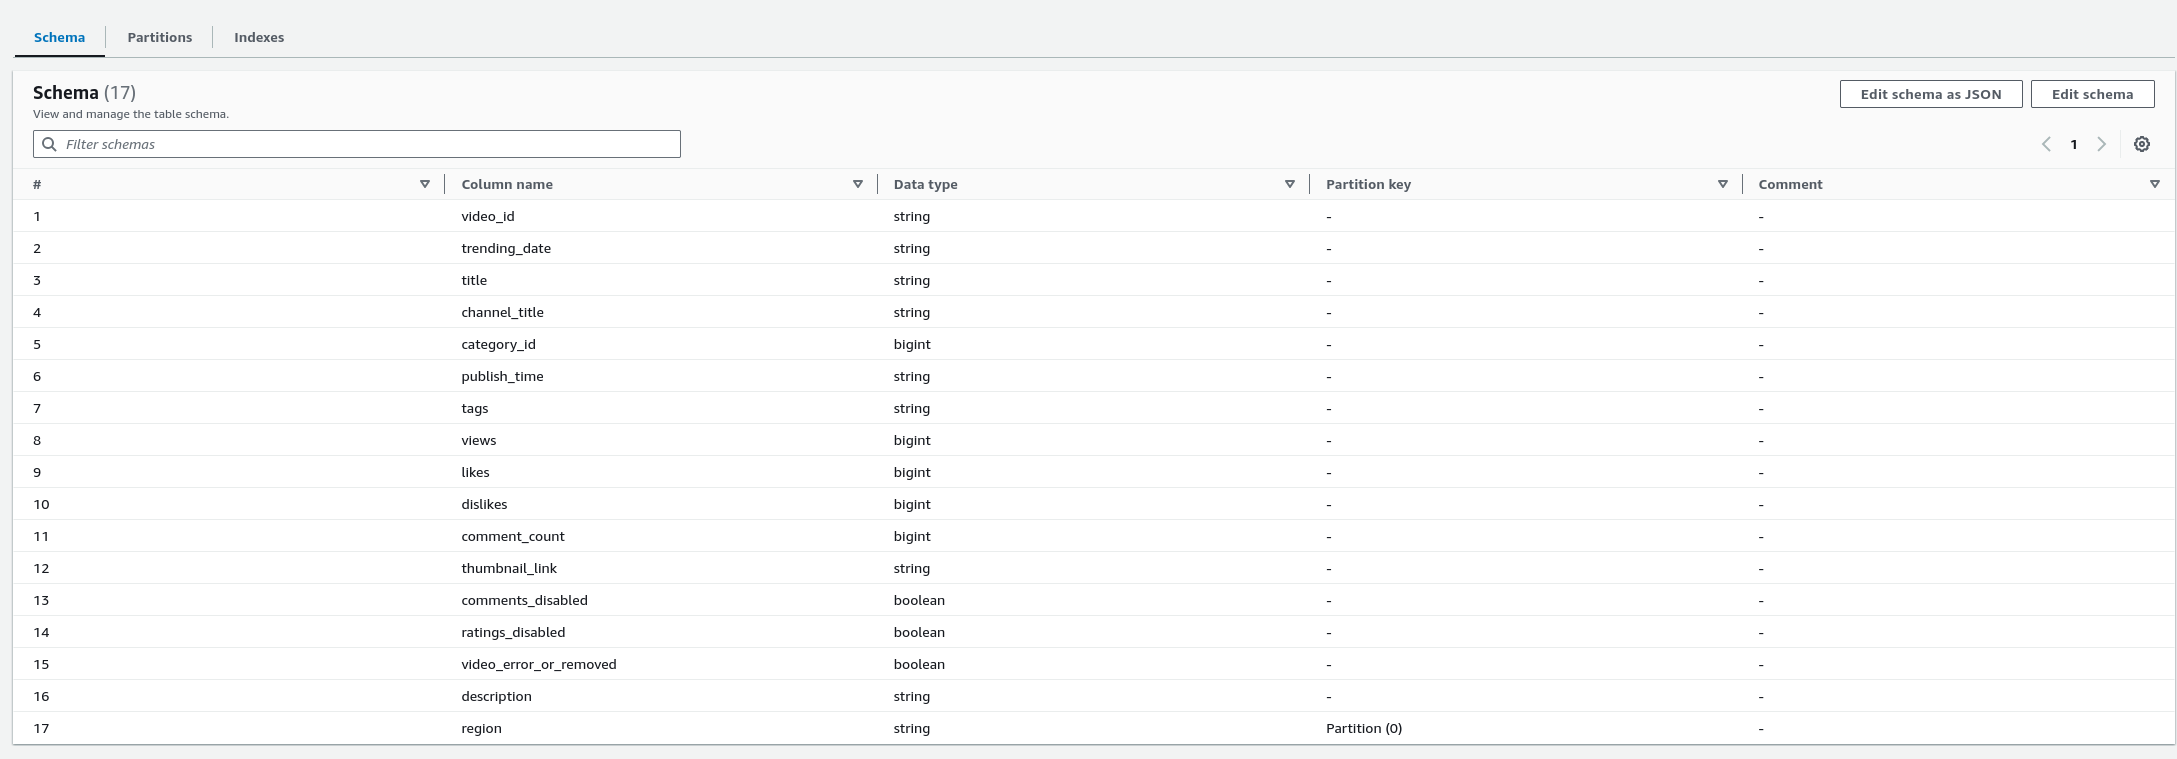 Schema Partitions Indexes
Schema (17)
Edit schema as JSON Edit schema
View and manage the table schema.
Filter schemas
1
# Column name Data type Partition key Comment
1 video_id string - -
2 trending_date string - -
3 title string - -
4 channel_title string - -
5 category_id bigint - -
6 publish_time string - -
7 tags string - -
8 views bigint - -
9 likes bigint - -
10 dislikes bigint - -
11 comment_count bigint - -
12 thumbnail_link string - -
13 comments_disabled boolean - -
14 ratings_disabled boolean - -
15 video_error_or_removed boolean - -
16 description string - -
17 region string Partition (0) -